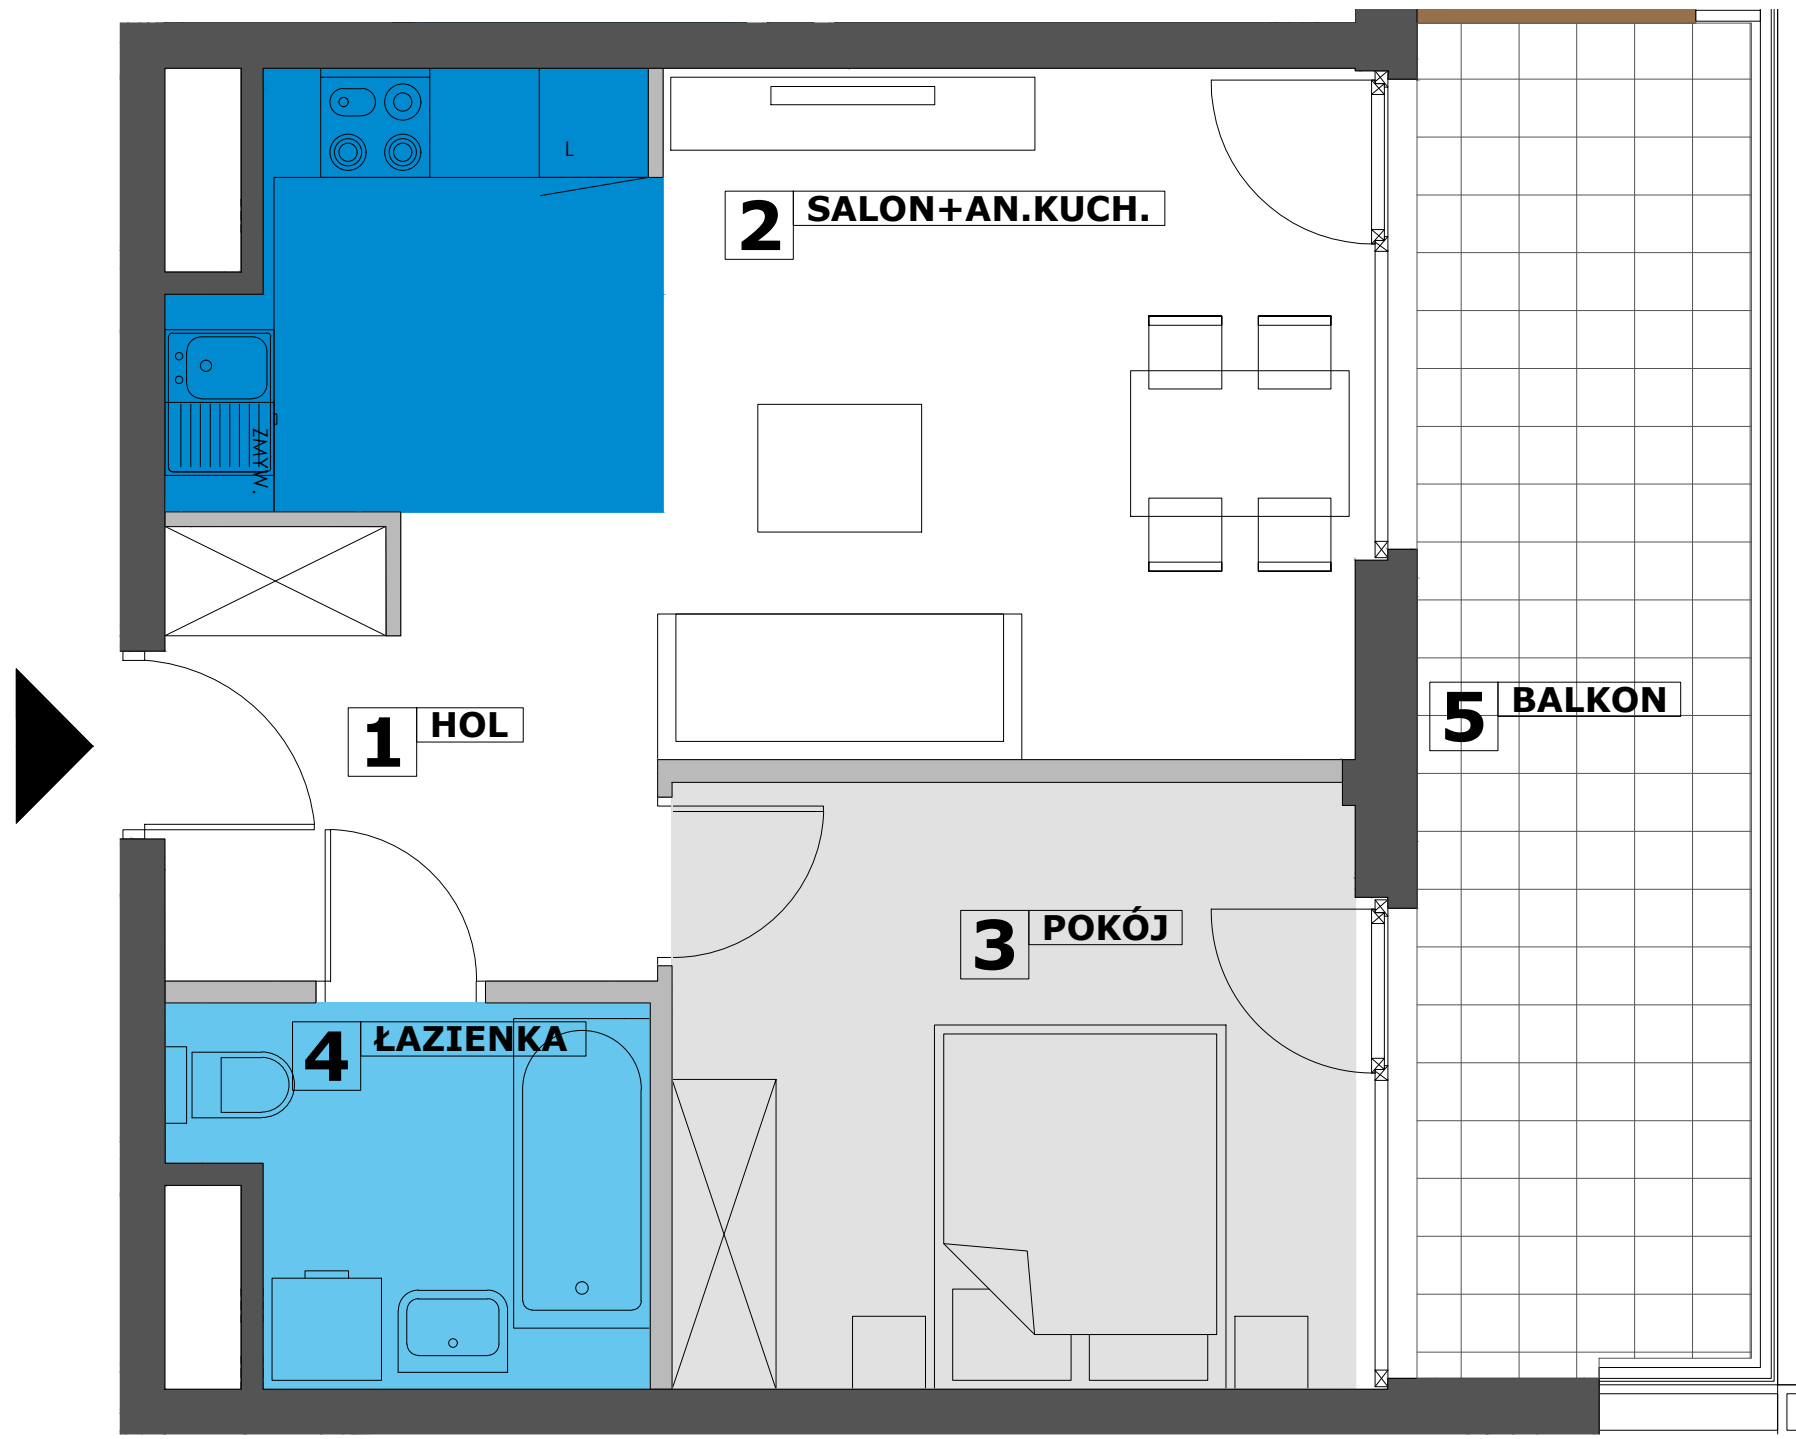 L
2 SALON+AN.KUCH.
ZMYW.
1 HOL
5 BALKON
3 POKÓJ
4 ŁAZIENKA